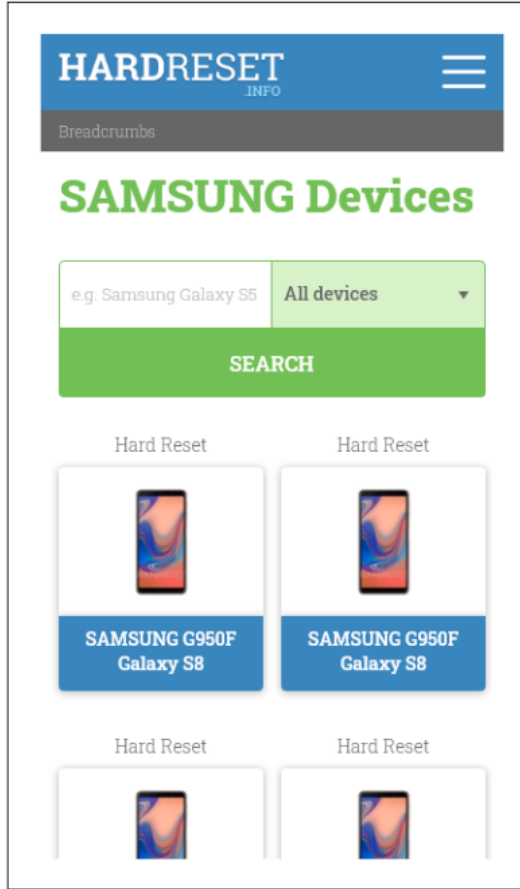 HARDRESET
.INFO
Breadcrumbs
SAMSUNG Devices
e.g. Samsung Galaxy S5
All devices
SEARCH
Hard Reset
Hard Reset
SAMSUNG G950F
Galaxy S8
SAMSUNG G950F
Galaxy S8
Hard Reset
Hard Reset